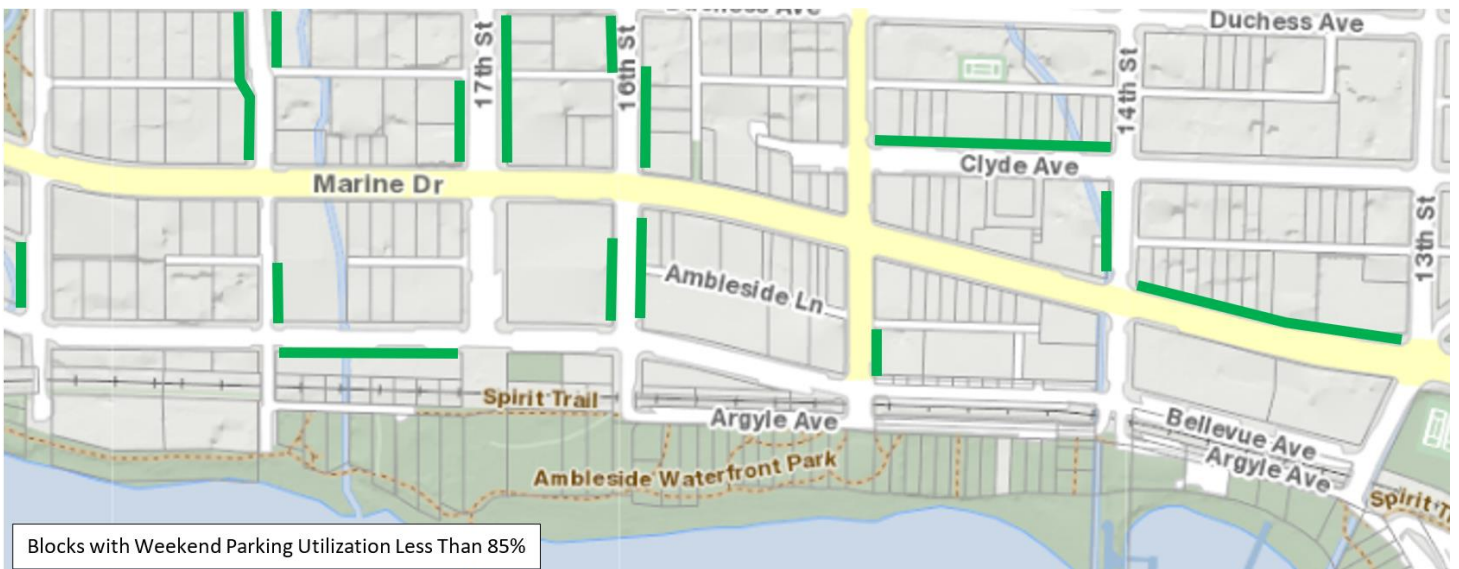 Duchess Ave
Duchess Ave
17th St
16th St
14th St
Clyde Ave
Marine Dr
13th St
Ambleside Ln
Spirit Trail
Argyle Ave
Bellevue Ave
Argyle Ave
Ambleside Waterfront Park
Spirit T
Blocks with Weekend Parking Utilization Less Than 85%